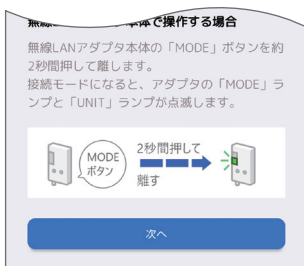 本体で操作する場合
無線LANアダプタ本体の「MODE」ボタンを約
2秒間押して離します。
接続モードになると、アダプタの「MODE」ラ
ンプと「UNIT」ランプが点滅します。
MODE
ボタン
2秒間押して
離す
次へ